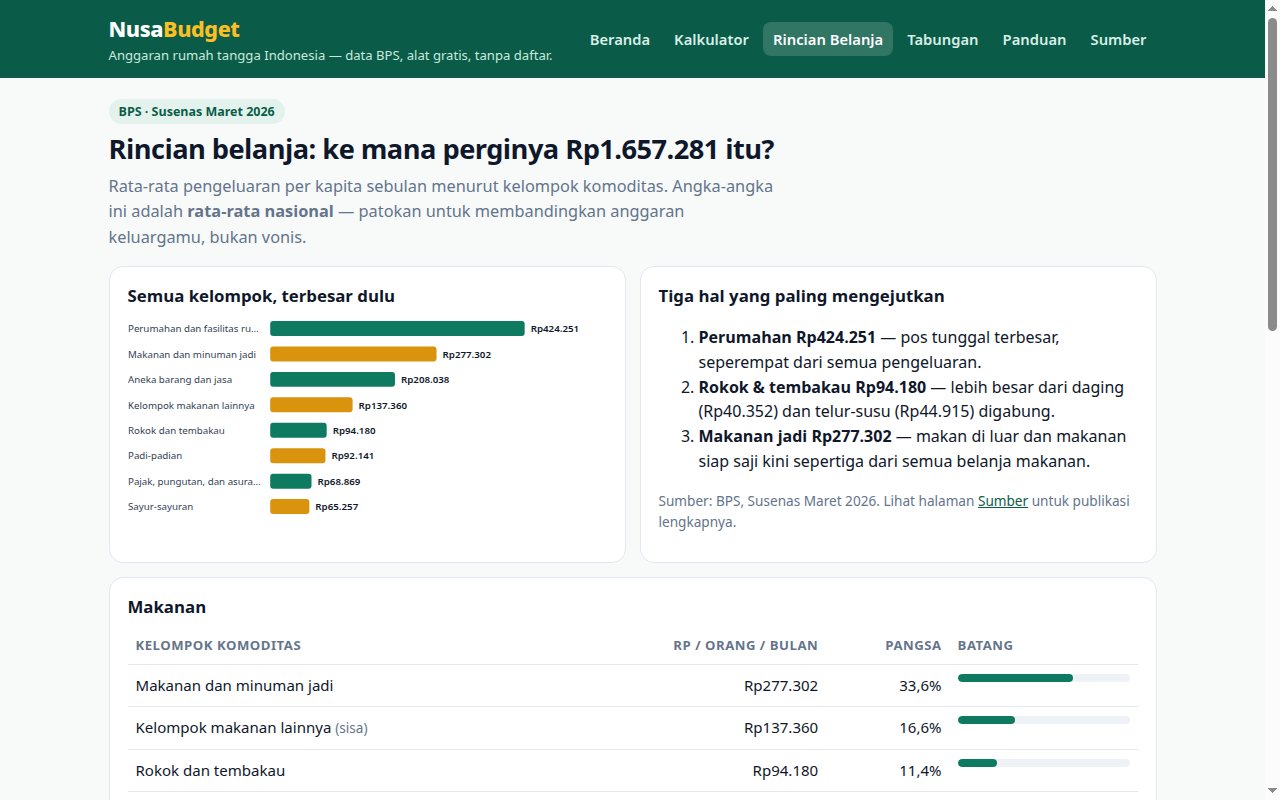 NusaBudget
Anggaran rumah tangga Indonesia — data BPS, alat gratis, tanpa daftar.
Beranda Kalkulator Rincian Belanja Tabungan Panduan Sumber
BPS · Susenas Maret 2026
Rincian belanja: ke mana perginya Rp1.657.281 itu?
Rata-rata pengeluaran per kapita sebulan menurut kelompok komoditas. Angka-angka
ini adalah rata-rata nasional — patokan untuk membandingkan anggaran
keluargamu, bukan vonis.
Semua kelompok, terbesar dulu
Perumahan dan fasilitas ru... Rp424.251
Makanan dan minuman jadi Rp277.302
Aneka barang dan jasa Rp208.038
Kelompok makanan lainnya Rp137.360
Rokok dan tembakau Rp94.180
Padi-padian Rp92.141
Pajak, pungutan, dan asura... Rp68.869
Sayur-sayuran Rp65.257
Tiga hal yang paling mengejutkan
1. Perumahan Rp424.251 — pos tunggal terbesar,
seperempat dari semua pengeluaran.
2. Rokok & tembakau Rp94.180 — lebih besar dari daging
(Rp40.352) dan telur-susu (Rp44.915) digabung.
3. Makanan jadi Rp277.302 — makan di luar dan makanan
siap saji kini sepertiga dari semua belanja makanan.
Sumber: BPS, Susenas Maret 2026. Lihat halaman Sumber untuk publikasi
lengkapnya.
Makanan
KELOMPOK KOMODITAS RP / ORANG / BULAN PANGSA BATANG
Makanan dan minuman jadi Rp277.302 33,6%
Kelompok makanan lainnya (sisa) Rp137.360 16,6%
Rokok dan tembakau Rp94.180 11,4%